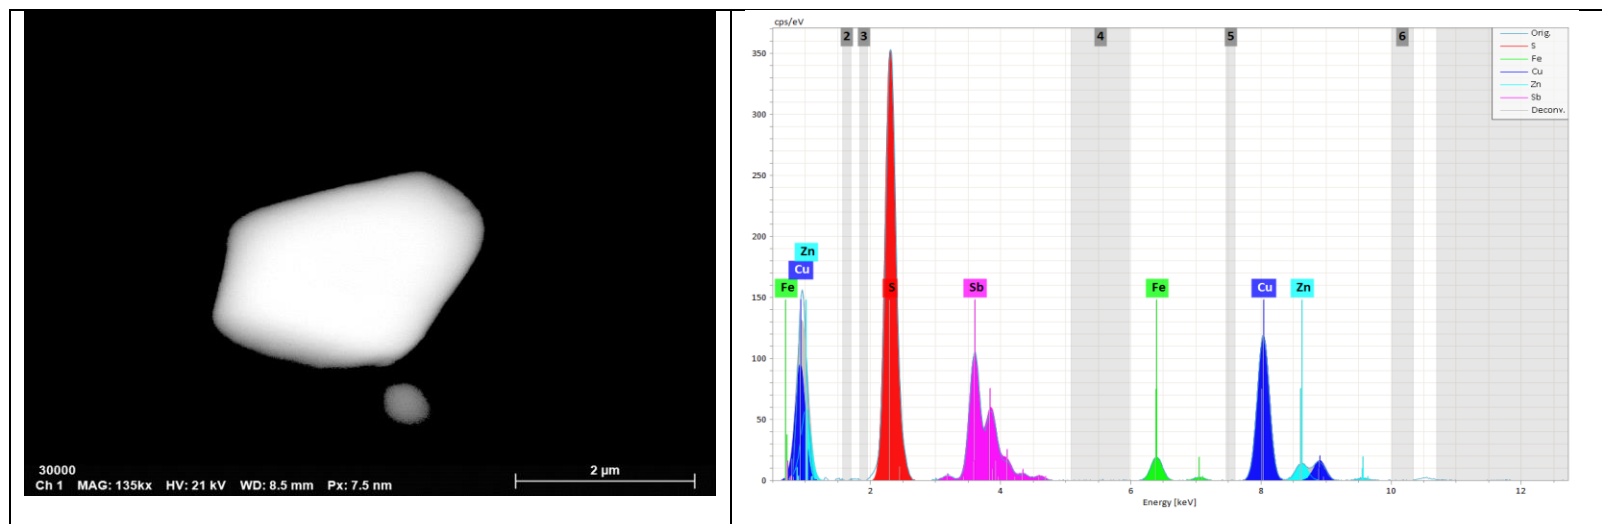 30000
Ch 1 MAG: 135kx HV: 21 kV WD: 8.5 mm Px: 7.5 nm
2 µm
cps/eV
2 3 4 5 6
Orig.
S
Fe
Cu
Zn
Sb
Deconv.
350
300
250
200
150
100
50
0
Zn
Cu
Fe S Sb Fe Cu Zn
2 4 6 8 10 12
Energy [keV]